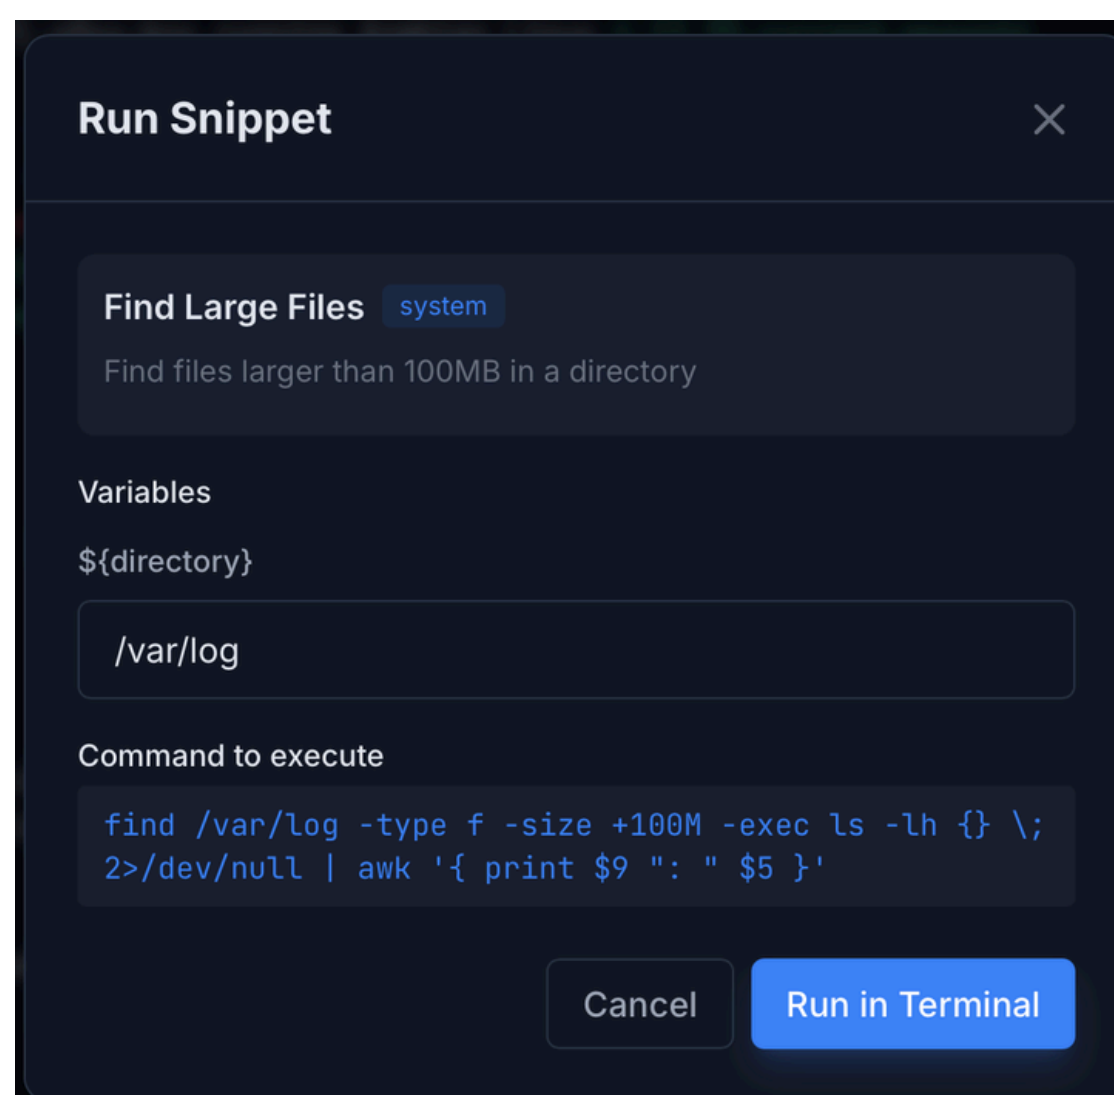 Run Snippet
Find Large Files system
Find files larger than 100MB in a directory
Variables
${directory}
/var/log
Command to execute
find /var/log -type f -size +100M -exec ls -lh {} \;
2>/dev/null | awk '{ print $9 ": " $5 }'
Cancel Run in Terminal